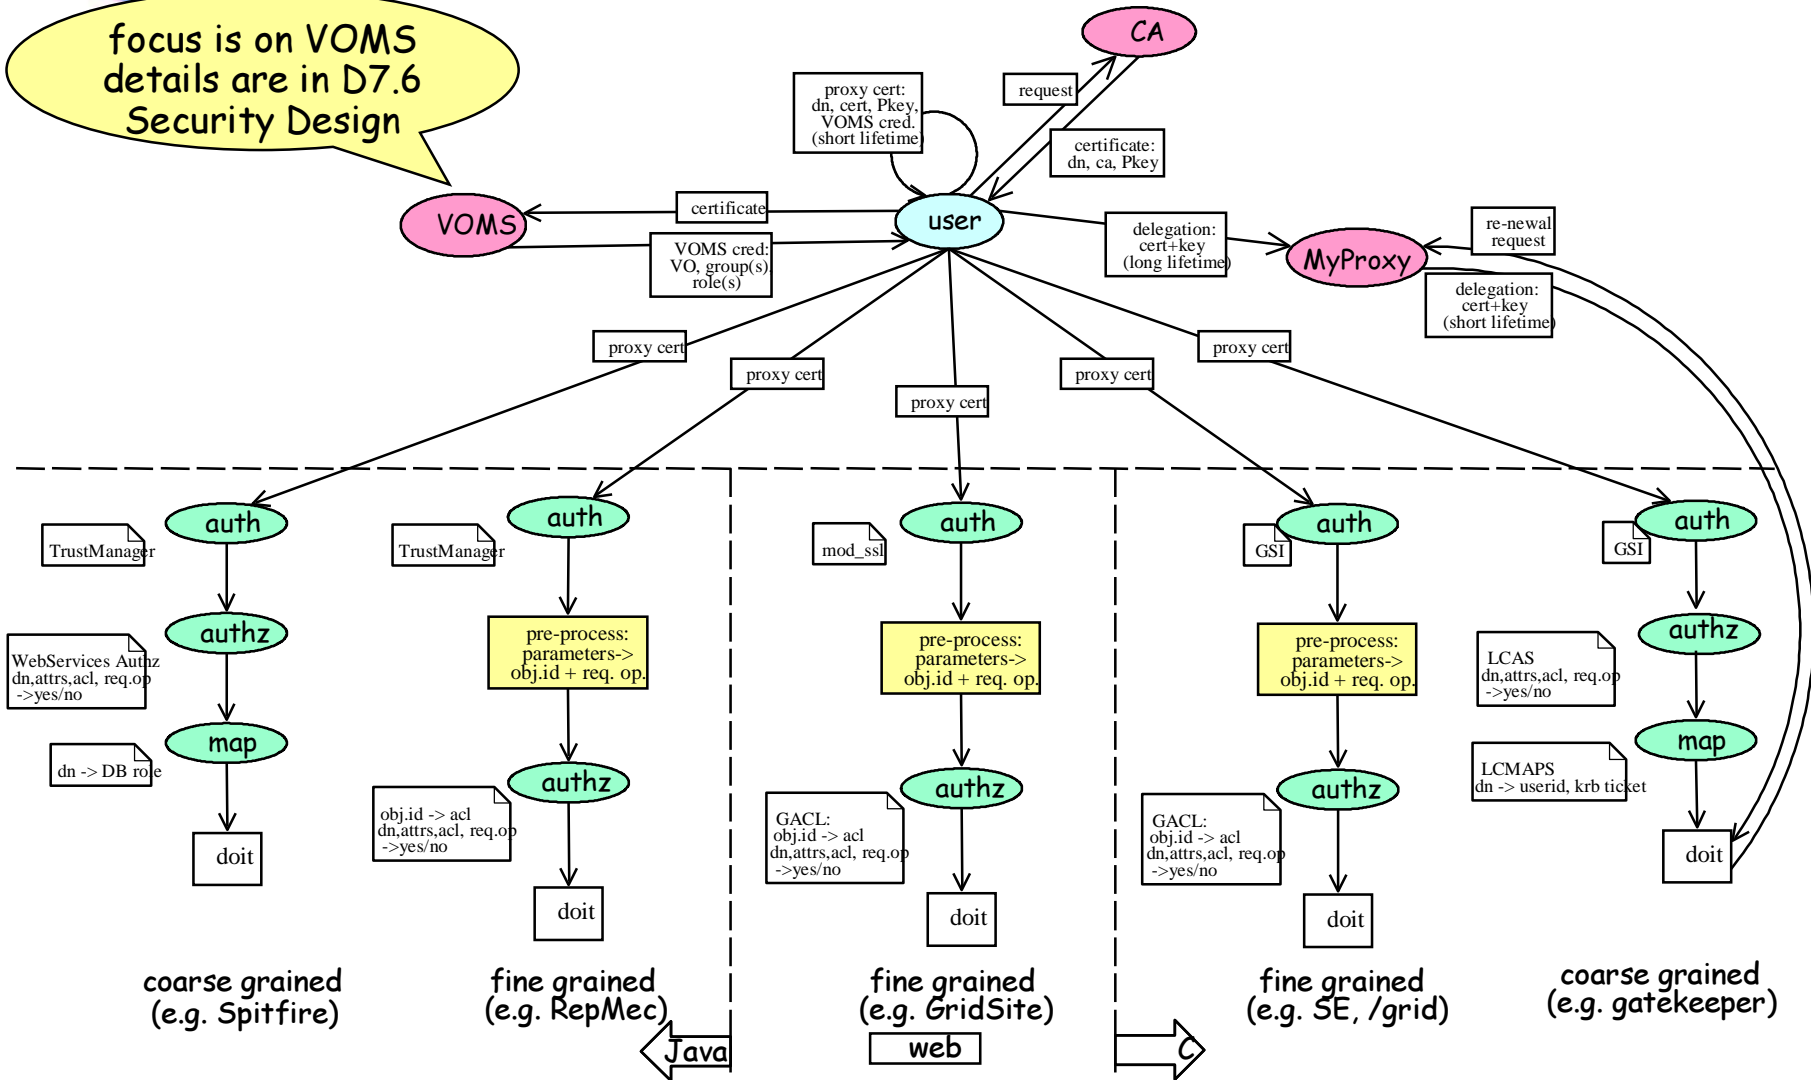 focus is on VOMS
details are in D7.6
Security Design
CA
proxy cert:
dn, cert, Pkey,
VOMS cred.
(short lifetime)
request
certificate:
dn, ca, Pkey
VOMS
certificate
user
VOMS cred:
VO, group(s).
role(s)
delegation:
cert+key
(long lifetime)
MyProxy
re-newal
request
delegation:
cert+key
(short lifetime)
proxy cert
proxy cert
proxy cert
proxy cert
proxy cert
TrustManager
auth
authz
WebServices Authz
dn,attrs,acl, req.op
->yes/no
map
dn -> DB role
doit
coarse grained
(e.g. Spitfire)
TrustManager
auth
pre-process:
parameters->
obj.id + req. op.
authz
obj.id -> acl
dn,attrs,acl, req.op
->yes/no
doit
fine grained
(e.g. RepMec)
Java
mod_ssl
auth
pre-process:
parameters->
obj.id + req. op.
authz
GACL:
obj.id -> acl
dn,attrs,acl, req.op
->yes/no
doit
fine grained
(e.g. GridSite)
web
GSI
auth
pre-process:
parameters->
obj.id + req. op.
authz
GACL:
obj.id -> acl
dn,attrs,acl, req.op
->yes/no
doit
fine grained
(e.g. SE, /grid)
C
GSI
auth
authz
LCAS
dn,attrs,acl, req.op
->yes/no
map
LCMAPS
dn -> userid, krb ticket
doit
coarse grained
(e.g. gatekeeper)